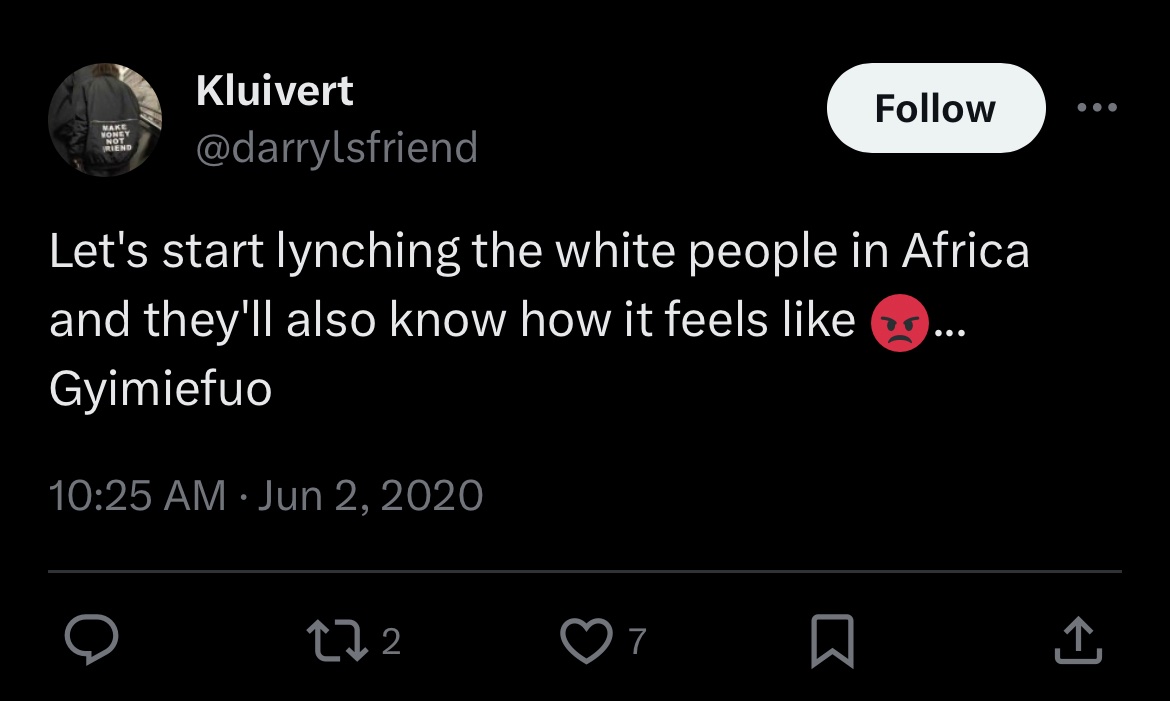 MAKE
MONEY
NOT
FRIEND
Kluivert
@darrylsfriend
Follow
Let's start lynching the white people in Africa
and they'll also know how it feels like 😡...
Gyimiefuo
10:25 AM · Jun 2, 2020
2
7